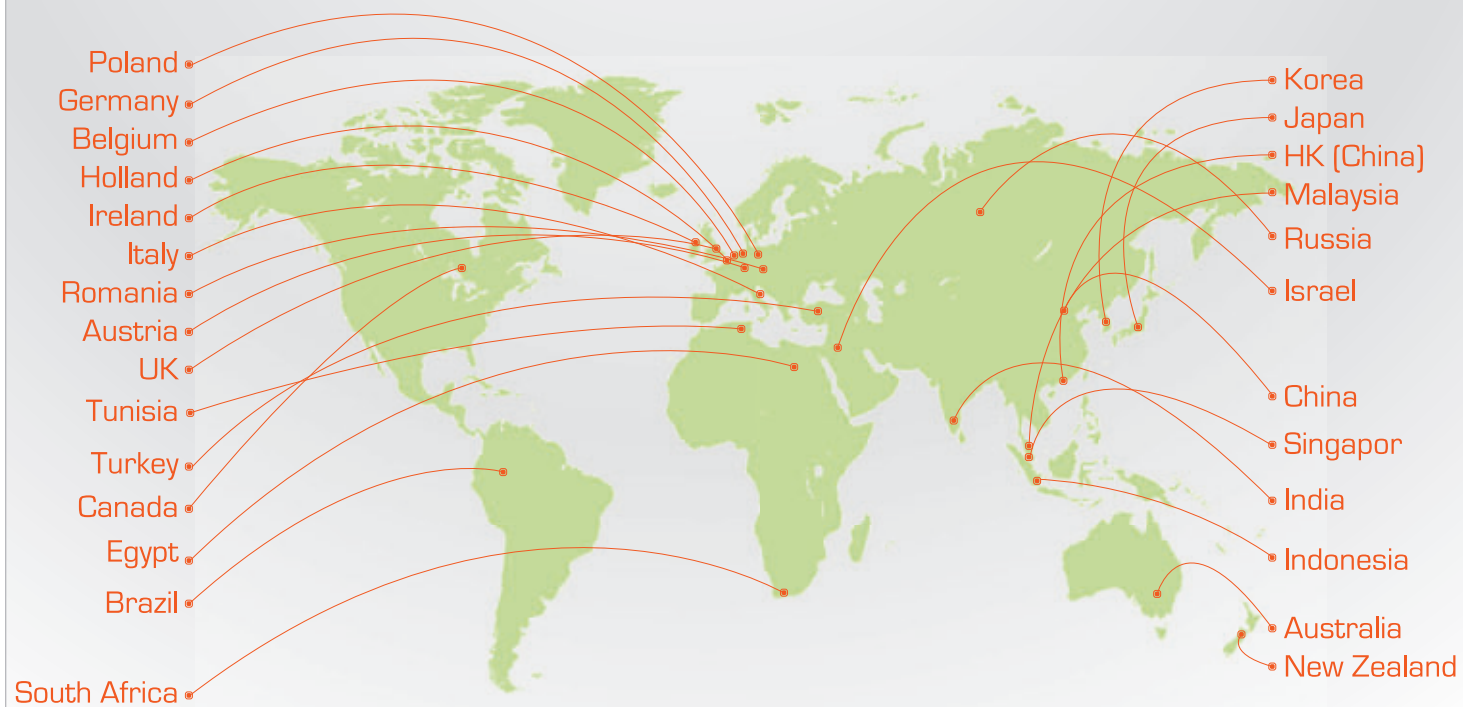 Poland
Germany
Belgium
Holland
Ireland
Italy
Romania
Austria
UK
Tunisia
Turkey
Canada
Egypt
Brazil
South Africa
Korea
Japan
HK (China)
Malaysia
Russia
Israel
China
Singapor
India
Indonesia
Australia
New Zealand